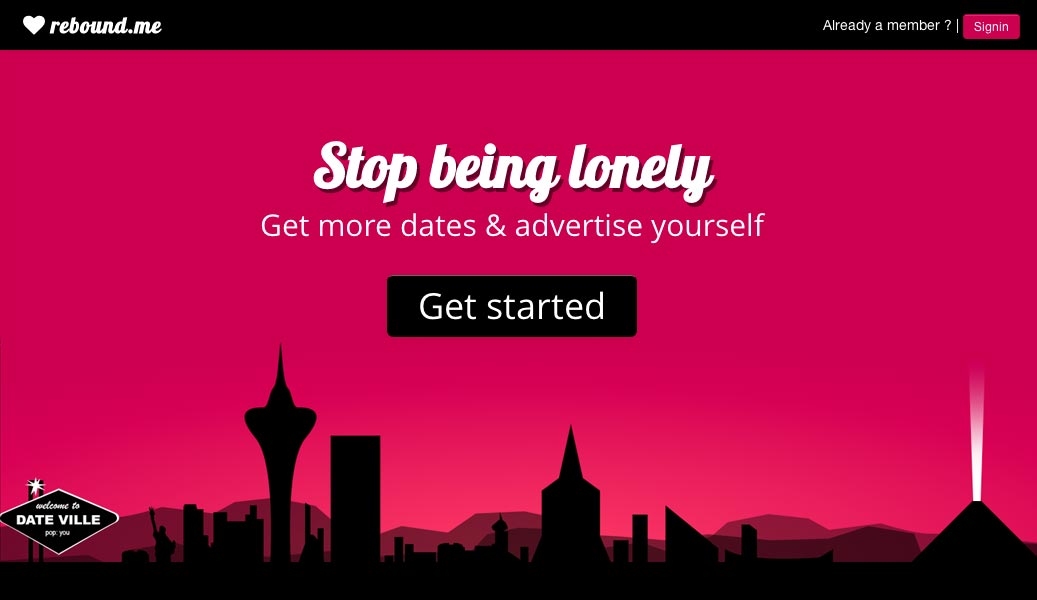 rebound.me
Already a member ? | Signin
Stop being lonely
Get more dates & advertise yourself
Get started
welcome to
DATE VILLE
pop: you